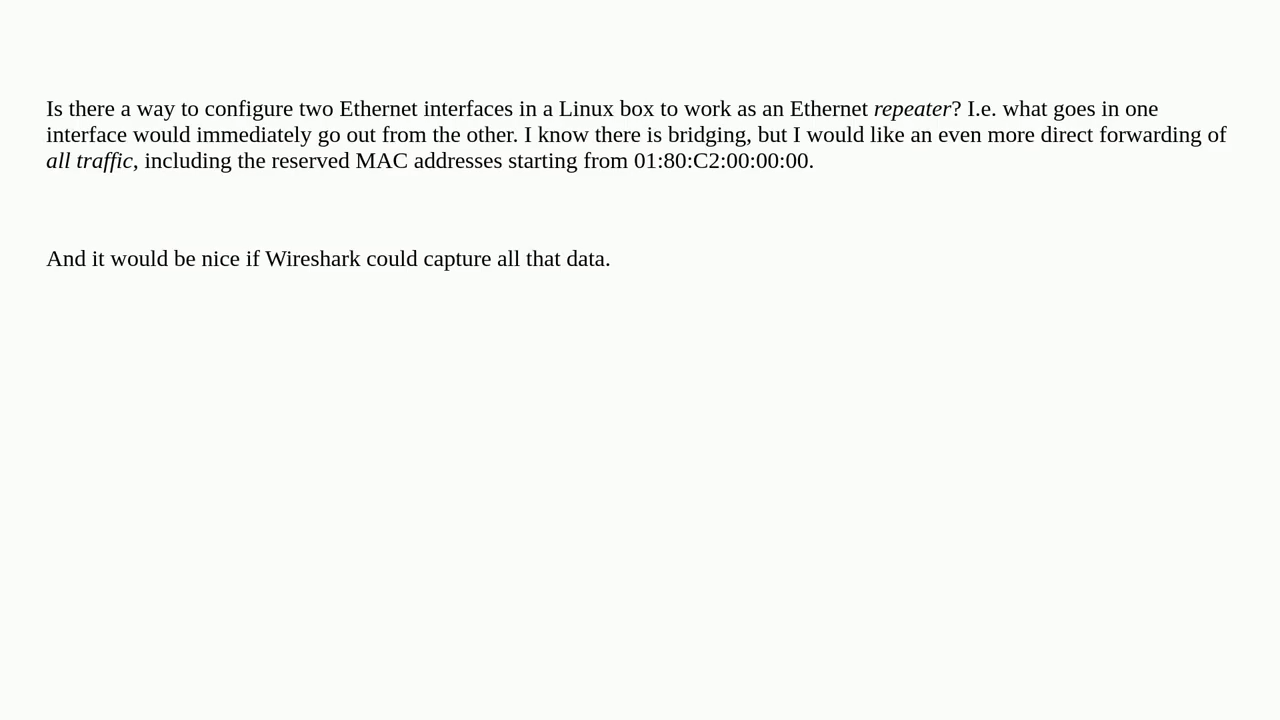 Is there a way to configure two Ethernet interfaces in a Linux box to work as an Ethernet repeater? I.e. what goes in one
interface would immediately go out from the other. I know there is bridging, but I would like an even more direct forwarding of
all traffic, including the reserved MAC addresses starting from 01:80:C2:00:00:00.
And it would be nice if Wireshark could capture all that data.